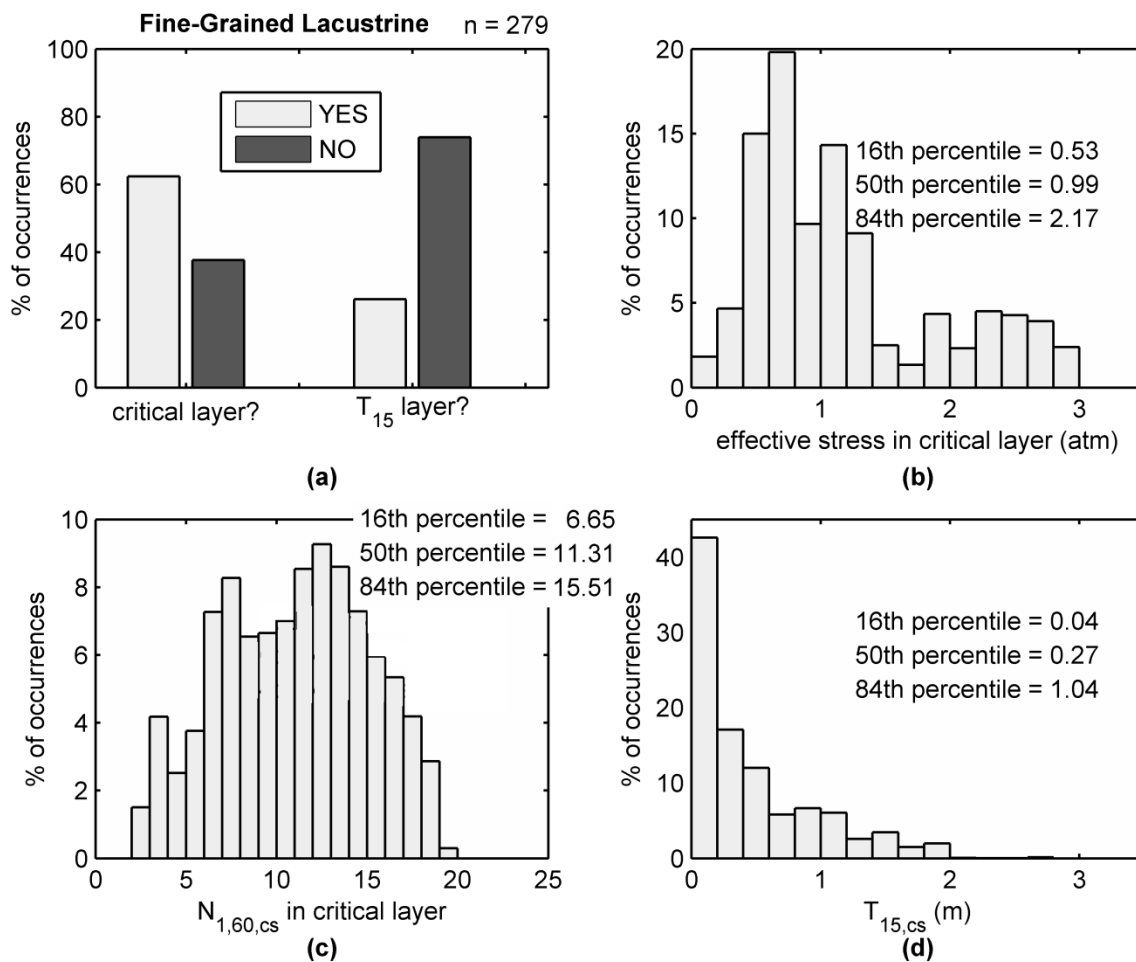 Fine-Grained Lacustrine n = 279
100
80
60
40
20
0
% of occurrences
YES
NO
critical layer?
T15 layer?
(a)
20
15
10
5
0
% of occurrences
16th percentile = 0.53
50th percentile = 0.99
84th percentile = 2.17
0 1 2 3
effective stress in critical layer (atm)
(b)
10
8
6
4
2
0
% of occurrences
16th percentile = 6.65
50th percentile = 11.31
84th percentile = 15.51
0 5 10 15 20 25
N1,60,cs in critical layer
(c)
40
30
20
10
0
% of occurrences
16th percentile = 0.04
50th percentile = 0.27
84th percentile = 1.04
0 1 2 3
T15,cs (m)
(d)